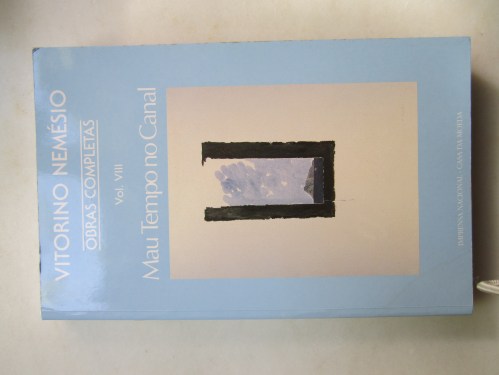 VITORINO NEMÉSIO
OBRAS COMPLETAS
Vol. VIII
Mau Tempo no Canal
IMPRENSA NACIONAL - CASA DA MOEDA